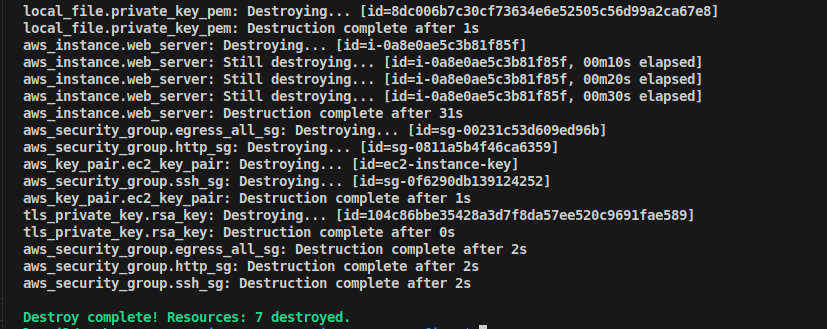 local_file.private_key_pem: Destroying... [id=8dc006b7c30cf73634e6e52505c56d99a2ca67e8]
local_file.private_key_pem: Destruction complete after 1s
aws_instance.web_server: Destroying... [id=i-0a8e0ae5c3b81f85f]
aws_instance.web_server: Still destroying... [id=i-0a8e0ae5c3b81f85f, 00m10s elapsed]
aws_instance.web_server: Still destroying... [id=i-0a8e0ae5c3b81f85f, 00m20s elapsed]
aws_instance.web_server: Still destroying... [id=i-0a8e0ae5c3b81f85f, 00m30s elapsed]
aws_instance.web_server: Destruction complete after 31s
aws_security_group.egress_all_sg: Destroying... [id=sg-00231c53d609ed96b]
aws_security_group.http_sg: Destroying... [id=sg-0811a5b4f46ca6359]
aws_key_pair.ec2_key_pair: Destroying... [id=ec2-instance-key]
aws_security_group.ssh_sg: Destroying... [id=sg-0f6290db139124252]
aws_key_pair.ec2_key_pair: Destruction complete after 1s
tls_private_key.rsa_key: Destroying... [id=104c86bbe35428a3d7f8da57ee520c9691fae589]
tls_private_key.rsa_key: Destruction complete after 0s
aws_security_group.egress_all_sg: Destruction complete after 2s
aws_security_group.http_sg: Destruction complete after 2s
aws_security_group.ssh_sg: Destruction complete after 2s
Destroy complete! Resources: 7 destroyed.